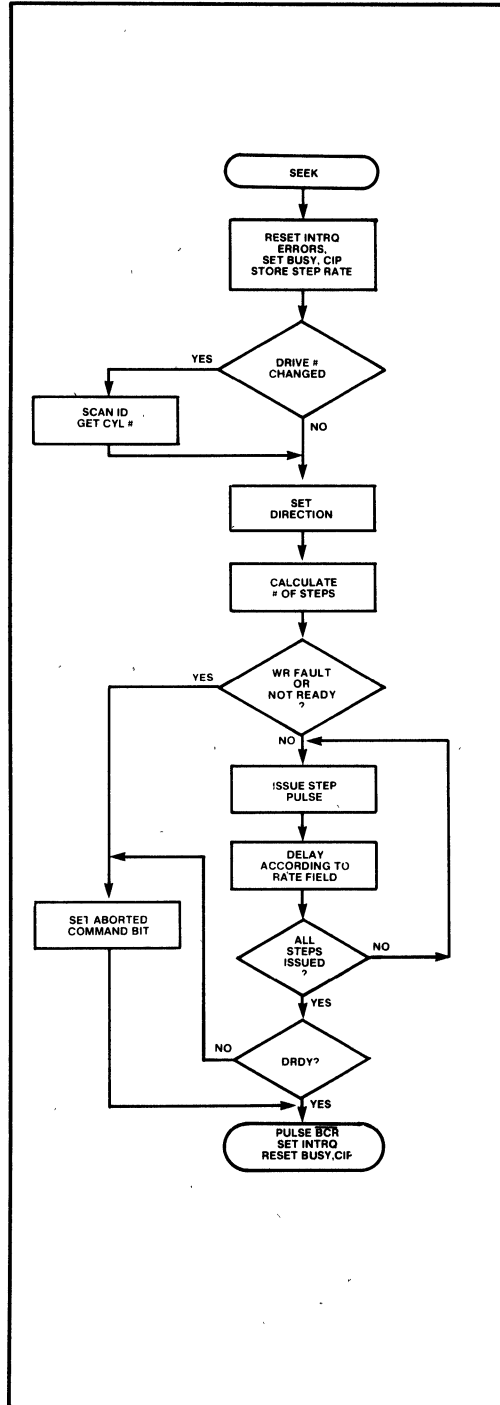 SEEK
RESET INTRQ
ERRORS,
SET BUSY, CIP
STORE STEP RATE
DRIVE #
CHANGED
YES
SCAN ID
GET CYL #
NO
SET
DIRECTION
CALCULATE
# OF STEPS
WR FAULT
OR
NOT READY
?
YES
NO
ISSUE STEP
PULSE
DELAY
ACCORDING TO
RATE FIELD
SET ABORTED
COMMAND BIT
ALL
STEPS
ISSUED
?
NO
YES
NO
DRDY?
YES
PULSE BCR
SET INTRQ
RESET BUSY,CIP